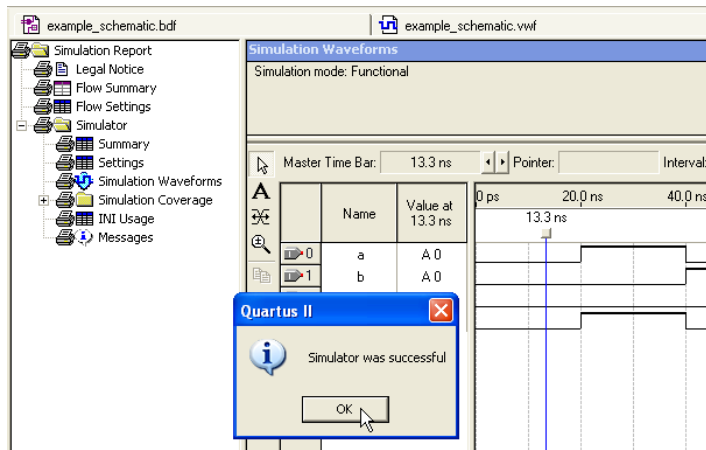 example_schematic.bdf
example_schematic.vwf
Simulation Report
Legal Notice
Flow Summary
Flow Settings
Simulator
Summary
Settings
Simulation Waveforms
Simulation Coverage
INI Usage
Messages
Simulation Waveforms
Simulation mode: Functional
Master Time Bar: 13.3 ns Pointer: Interval:
A
Name
Value at
13.3 ns
0 ps 20.0 ns 40.0 ns
13.3 ns
0 a A 0
1 b A 0
Quartus II
Simulator was successful
OK